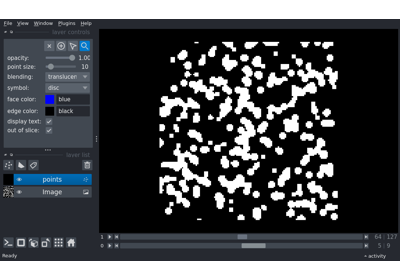 File View Window Plugins Help
layer controls
opacity: 1.00
point size: 10
blending: translucen
symbol: disc
face color: blue
edge color: black
display text:
out of slice:
layer list
points
Image
1 64 127
0 5 9
Ready activity